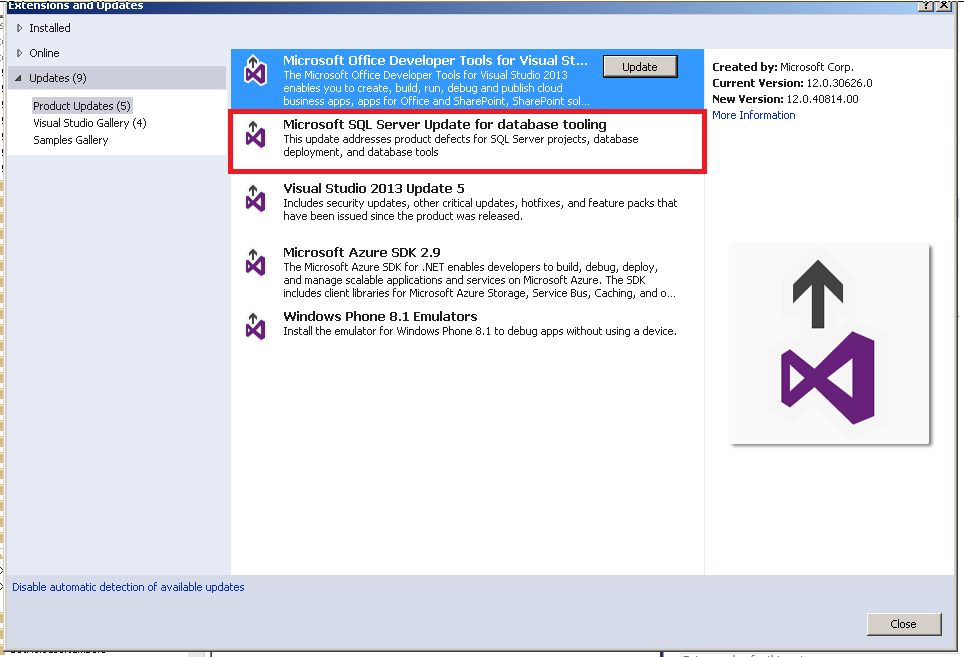 Extensions and Updates
Installed
Online
Updates (9)
Product Updates (5)
Visual Studio Gallery (4)
Samples Gallery
Microsoft Office Developer Tools for Visual St...
Update
The Microsoft Office Developer Tools for Visual Studio 2013
enables you to create, build, run, debug and publish cloud
business apps, apps for Office and SharePoint, SharePoint sol...
Microsoft SQL Server Update for database tooling
This update addresses product defects for SQL Server projects, database
deployment, and database tools
Visual Studio 2013 Update 5
Includes security updates, other critical updates, hotfixes, and feature packs that
have been issued since the product was released.
Microsoft Azure SDK 2.9
The Microsoft Azure SDK for .NET enables developers to build, debug, deploy,
and manage scalable applications and services on Microsoft Azure. The SDK
includes client libraries for Microsoft Azure Storage, Service Bus, Caching, and o...
Windows Phone 8.1 Emulators
Install the emulator for Windows Phone 8.1 to debug apps without using a device.
Created by: Microsoft Corp.
Current Version: 12.0.30626.0
New Version: 12.0.40814.00
More Information
Disable automatic detection of available updates
Close